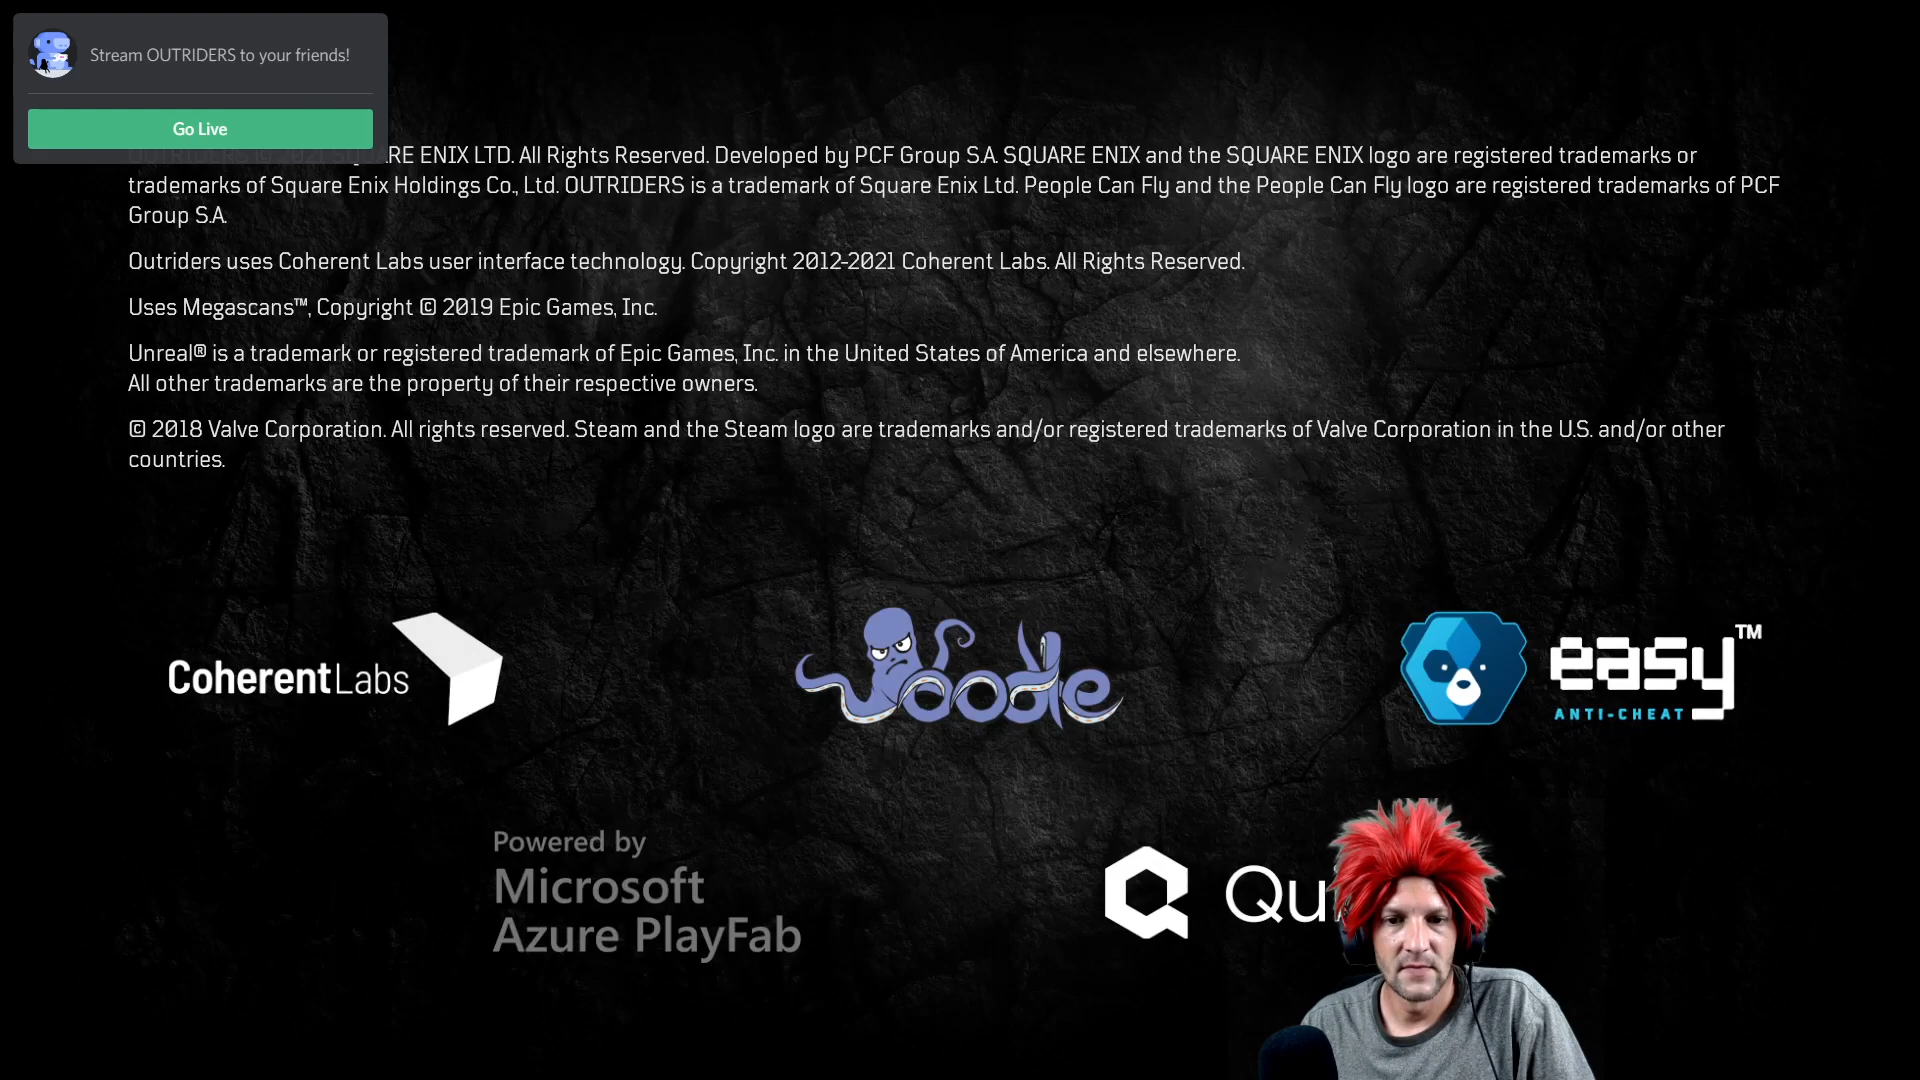 Stream OUTRIDERS to your friends!
Go Live
OUTRIDERS © 2021 SQUARE ENIX LTD. All Rights Reserved. Developed by PCF Group S.A. SQUARE ENIX and the SQUARE ENIX logo are registered trademarks or
trademarks of Square Enix Holdings Co., Ltd. OUTRIDERS is a trademark of Square Enix Ltd. People Can Fly and the People Can Fly logo are registered trademarks of PCF
Group S.A.
Outriders uses Coherent Labs user interface technology. Copyright 2012-2021 Coherent Labs. All Rights Reserved.
Uses Megascans™, Copyright © 2019 Epic Games, Inc.
Unreal® is a trademark or registered trademark of Epic Games, Inc. in the United States of America and elsewhere.
All other trademarks are the property of their respective owners.
© 2018 Valve Corporation. All rights reserved. Steam and the Steam logo are trademarks and/or registered trademarks of Valve Corporation in the U.S. and/or other
countries.
CoherentLabs
woodle
easy™
ANTI-CHEAT
Powered by
Microsoft
Azure PlayFab